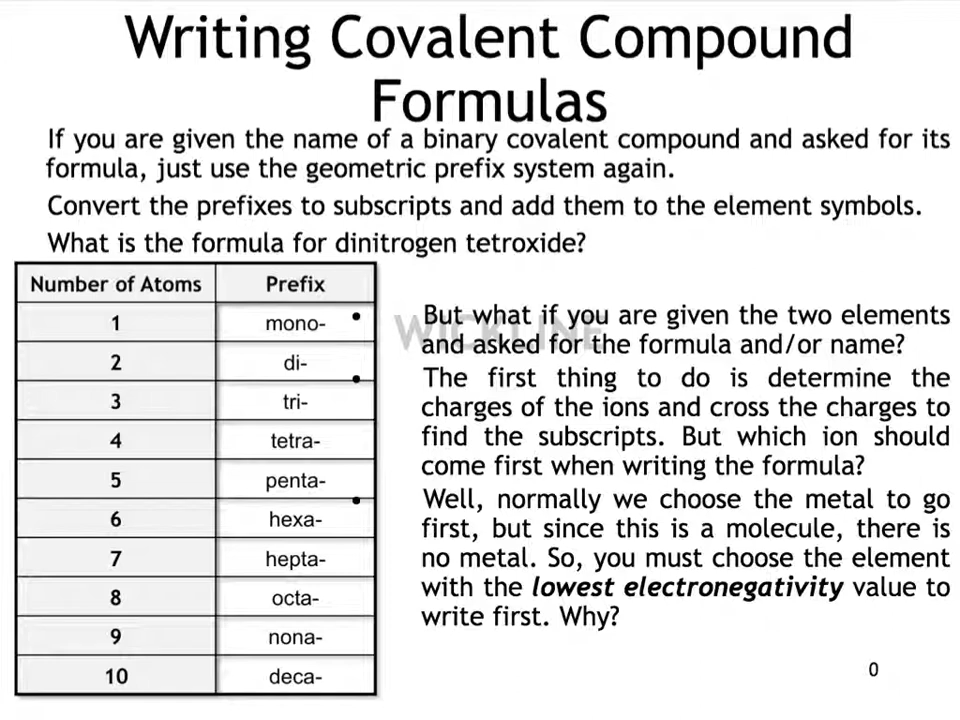 Writing Covalent Compound
Formulas
If you are given the name of a binary covalent compound and asked for its
formula, just use the geometric prefix system again.
Convert the prefixes to subscripts and add them to the element symbols.
What is the formula for dinitrogen tetroxide?
Number of Atoms Prefix
1 mono-
2 di-
3 tri-
4 tetra-
5 penta-
6 hexa-
7 hepta-
8 octa-
9 nona-
10 deca-
WICKLINE
• But what if you are given the two elements
and asked for the formula and/or name?
• The first thing to do is determine the
charges of the ions and cross the charges to
find the subscripts. But which ion should
come first when writing the formula?
• Well, normally we choose the metal to go
first, but since this is a molecule, there is
no metal. So, you must choose the element
with the lowest electronegativity value to
write first. Why?
0